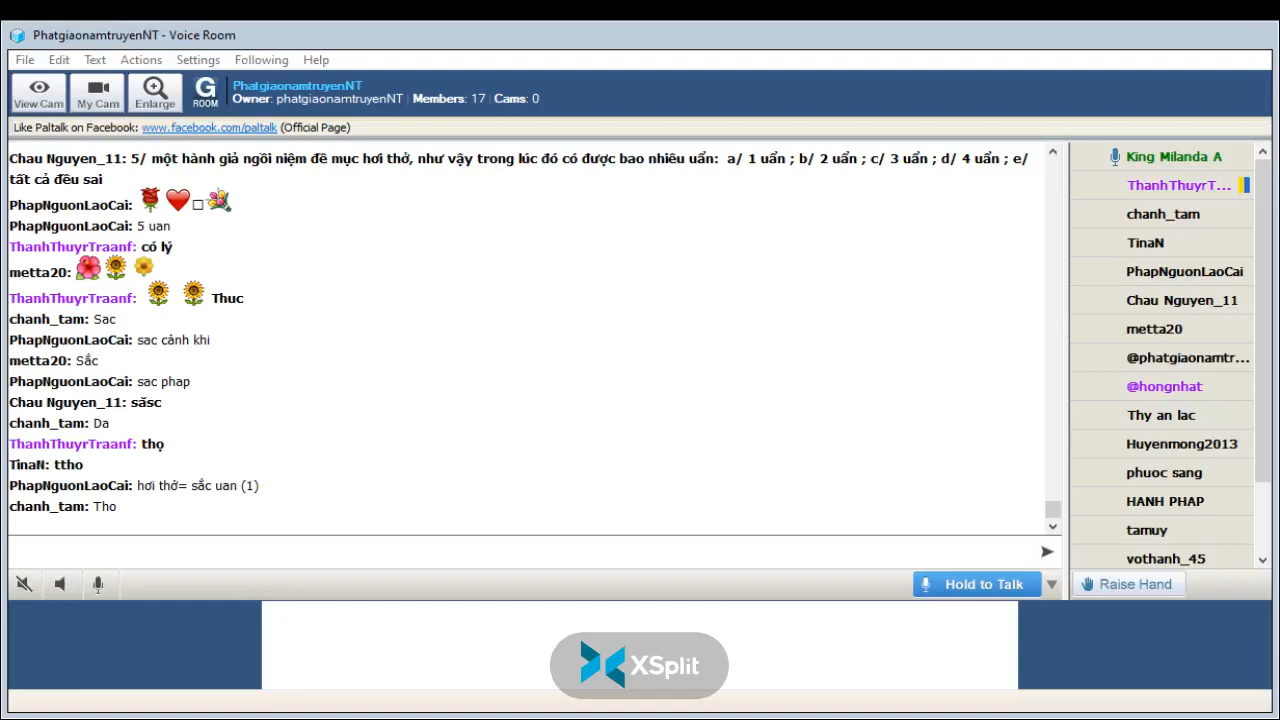 PhatgiaonamtruyenNT - Voice Room
File Edit Text Actions Settings Following Help
View Cam My Cam Enlarge G ROOM
PhatgiaonamtruyenNT
Owner: phatgiaonamtruyenNT | Members: 17 | Cams: 0
Like Paltalk on Facebook: www.facebook.com/paltalk (Official Page)
Chau Nguyen_11: 5/ một hành giả ngồi niệm đề mục hơi thở, như vậy trong lúc đó có được bao nhiêu uẩn: a/ 1 uẩn ; b/ 2 uẩn ; c/ 3 uẩn ; d/ 4 uẩn ; e/
tất cả đều sai
PhapNguonLaoCai:
PhapNguonLaoCai: 5 uan
ThanhThuyrTraanf: có lý
metta20:
ThanhThuyrTraanf: Thuc
chanh_tam: Sac
PhapNguonLaoCai: sac cảnh khi
metta20: Sắc
PhapNguonLaoCai: sac phap
Chau Nguyen_11: săsc
chanh_tam: Da
ThanhThuyrTraanf: thọ
TinaN: ttho
PhapNguonLaoCai: hơi thở= sắc uan (1)
chanh_tam: Tho
King Milanda A
ThanhThuyrT...
chanh_tam
TinaN
PhapNguonLaoCai
Chau Nguyen_11
metta20
@phatgiaonamtr...
@hongnhat
Thy an lac
Huyenmong2013
phuoc sang
HANH PHAP
tamuy
vothanh_45
Hold to Talk
Raise Hand
XSplit